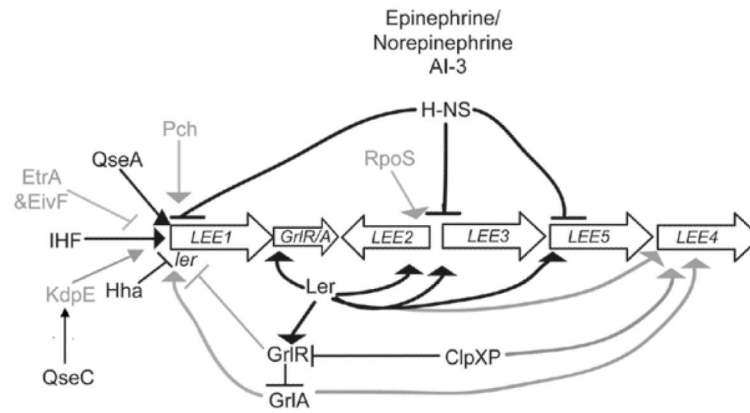 Epinephrine/
Norepinephrine
AI-3
H-NS
Pch
QseA
RpoS
EtrA
&EivF
IHF
LEE1
GrlR/A
LEE2
LEE3
LEE5
LEE4
ler
KdpE
Hha
Ler
GrlR
ClpXP
QseC
GrlA